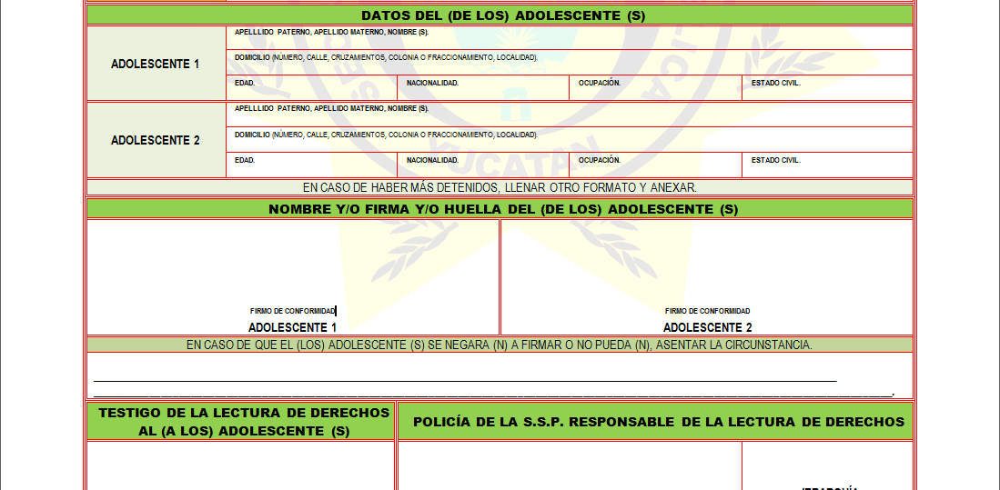 DATOS DEL (DE LOS) ADOLESCENTE (S)
ADOLESCENTE 1
APELLLIDO PATERNO, APELLIDO MATERNO, NOMBRE (S).
DOMICILIO (NÚMERO, CALLE, CRUZAMIENTOS, COLONIA O FRACCIONAMIENTO, LOCALIDAD).
EDAD. NACIONALIDAD. OCUPACIÓN. ESTADO CIVIL.
ADOLESCENTE 2
APELLLIDO PATERNO, APELLIDO MATERNO, NOMBRE (S).
DOMICILIO (NÚMERO, CALLE, CRUZAMIENTOS, COLONIA O FRACCIONAMIENTO, LOCALIDAD).
EDAD. NACIONALIDAD. OCUPACIÓN. ESTADO CIVIL.
YUCATAN
EN CASO DE HABER MÁS DETENIDOS, LLENAR OTRO FORMATO Y ANEXAR.
NOMBRE Y/O FIRMA Y/O HUELLA DEL (DE LOS) ADOLESCENTE (S)
FIRMO DE CONFORMIDAD
ADOLESCENTE 1
FIRMO DE CONFORMIDAD
ADOLESCENTE 2
EN CASO DE QUE EL (LOS) ADOLESCENTE (S) SE NEGARA (N) A FIRMAR O NO PUEDA (N), ASENTAR LA CIRCUNSTANCIA.
TESTIGO DE LA LECTURA DE DERECHOS
AL (A LOS) ADOLESCENTE (S)
POLICÍA DE LA S.S.P. RESPONSABLE DE LA LECTURA DE DERECHOS